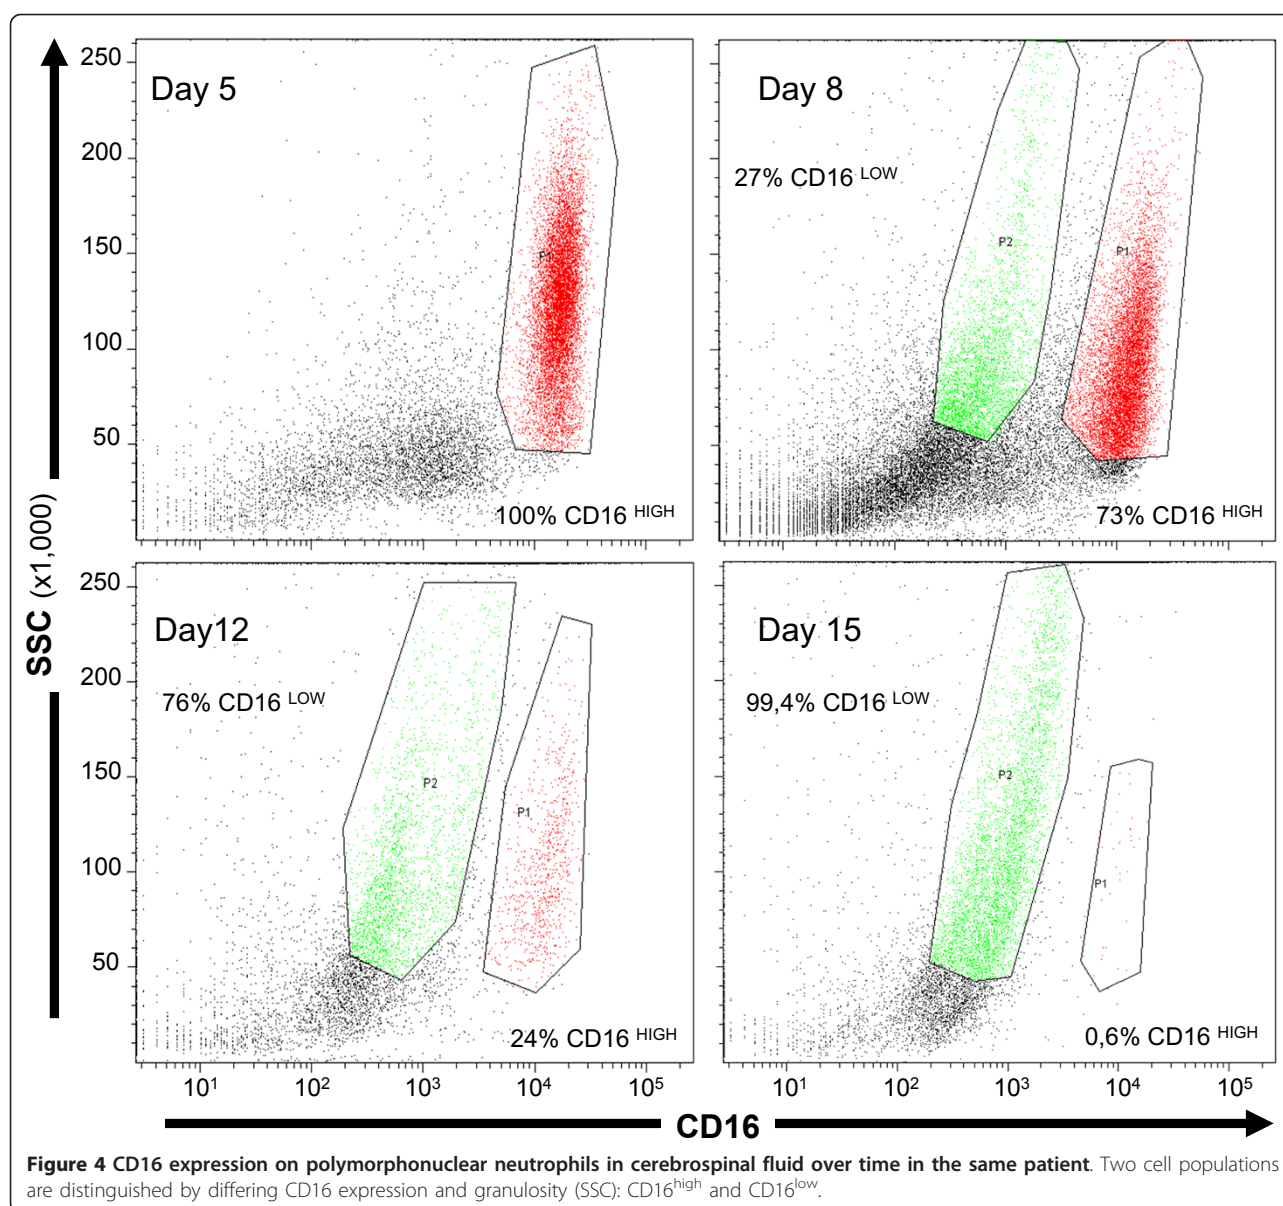 Day 5
P1
100% CD16 HIGH
Day 8
27% CD16 LOW
P2
P1
73% CD16 HIGH
250
200
150
100
50
Day12
76% CD16 LOW
P2
P1
24% CD16 HIGH
Day 15
99,4% CD16 LOW
P2
P1
0,6% CD16 HIGH
250
200
150
100
50
SSC (x1,000)
10¹ 10² 10³ 10⁴ 10⁵
10¹ 10² 10³ 10⁴ 10⁵
CD16
Figure 4 CD16 expression on polymorphonuclear neutrophils in cerebrospinal fluid over time in the same patient. Two cell populations
are distinguished by differing CD16 expression and granulosity (SSC): CD16high and CD16low.